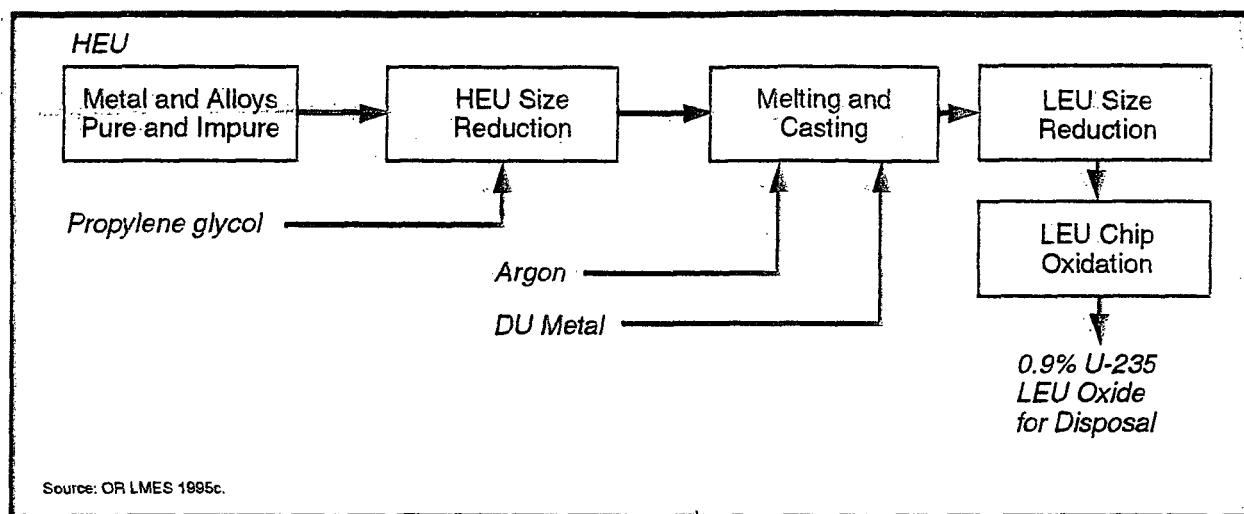 HEU
Metal and Alloys
Pure and Impure
HEU Size
Reduction
Melting and
Casting
LEU Size
Reduction
Propylene glycol
LEU Chip
Oxidation
Argon
DU Metal
0.9% U-235
LEU Oxide
for Disposal
Source: OR LMES 1995c.